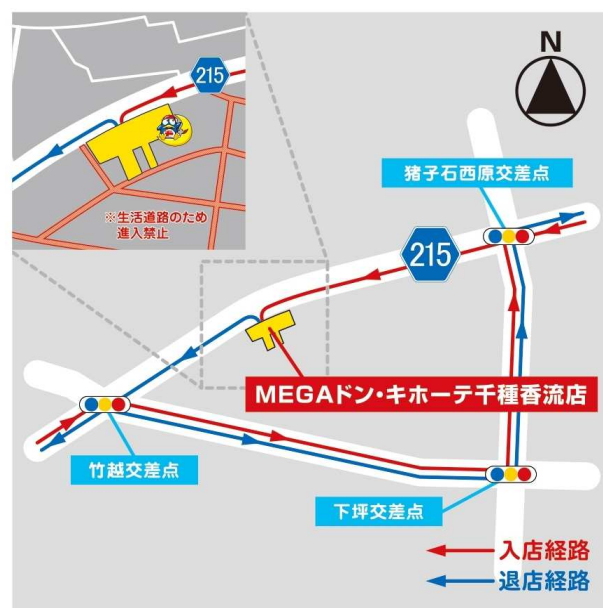 215
※生活道路のため
進入禁止
N
猪子石西原交差点
215
MEGAドン・キホーテ千種香流店
竹越交差点
下坪交差点
入店経路
退店経路